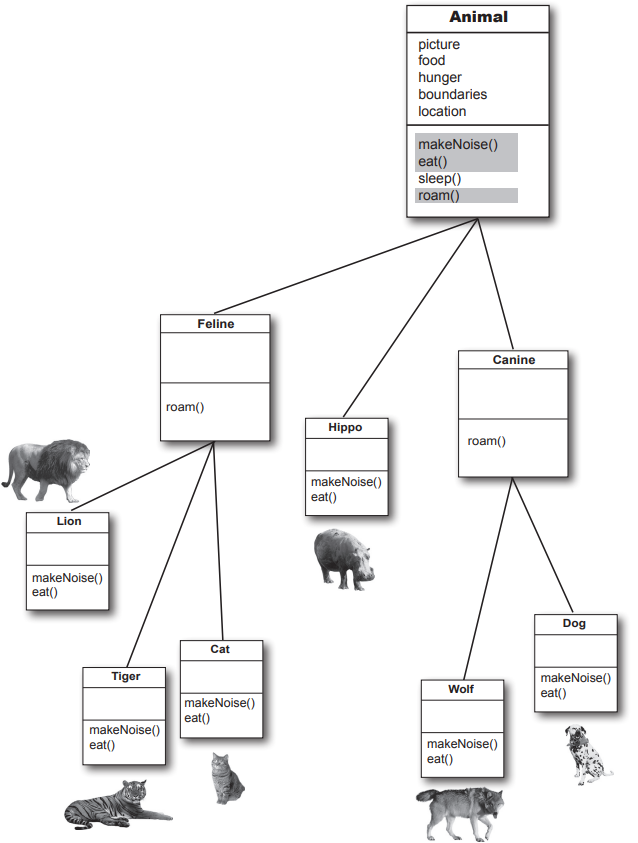 Animal
picture
food
hunger
boundaries
location
makeNoise()
eat()
sleep()
roam()
Feline
roam()
Canine
roam()
Hippo
makeNoise()
eat()
Lion
makeNoise()
eat()
Tiger
makeNoise()
eat()
Cat
makeNoise()
eat()
Wolf
makeNoise()
eat()
Dog
makeNoise()
eat()